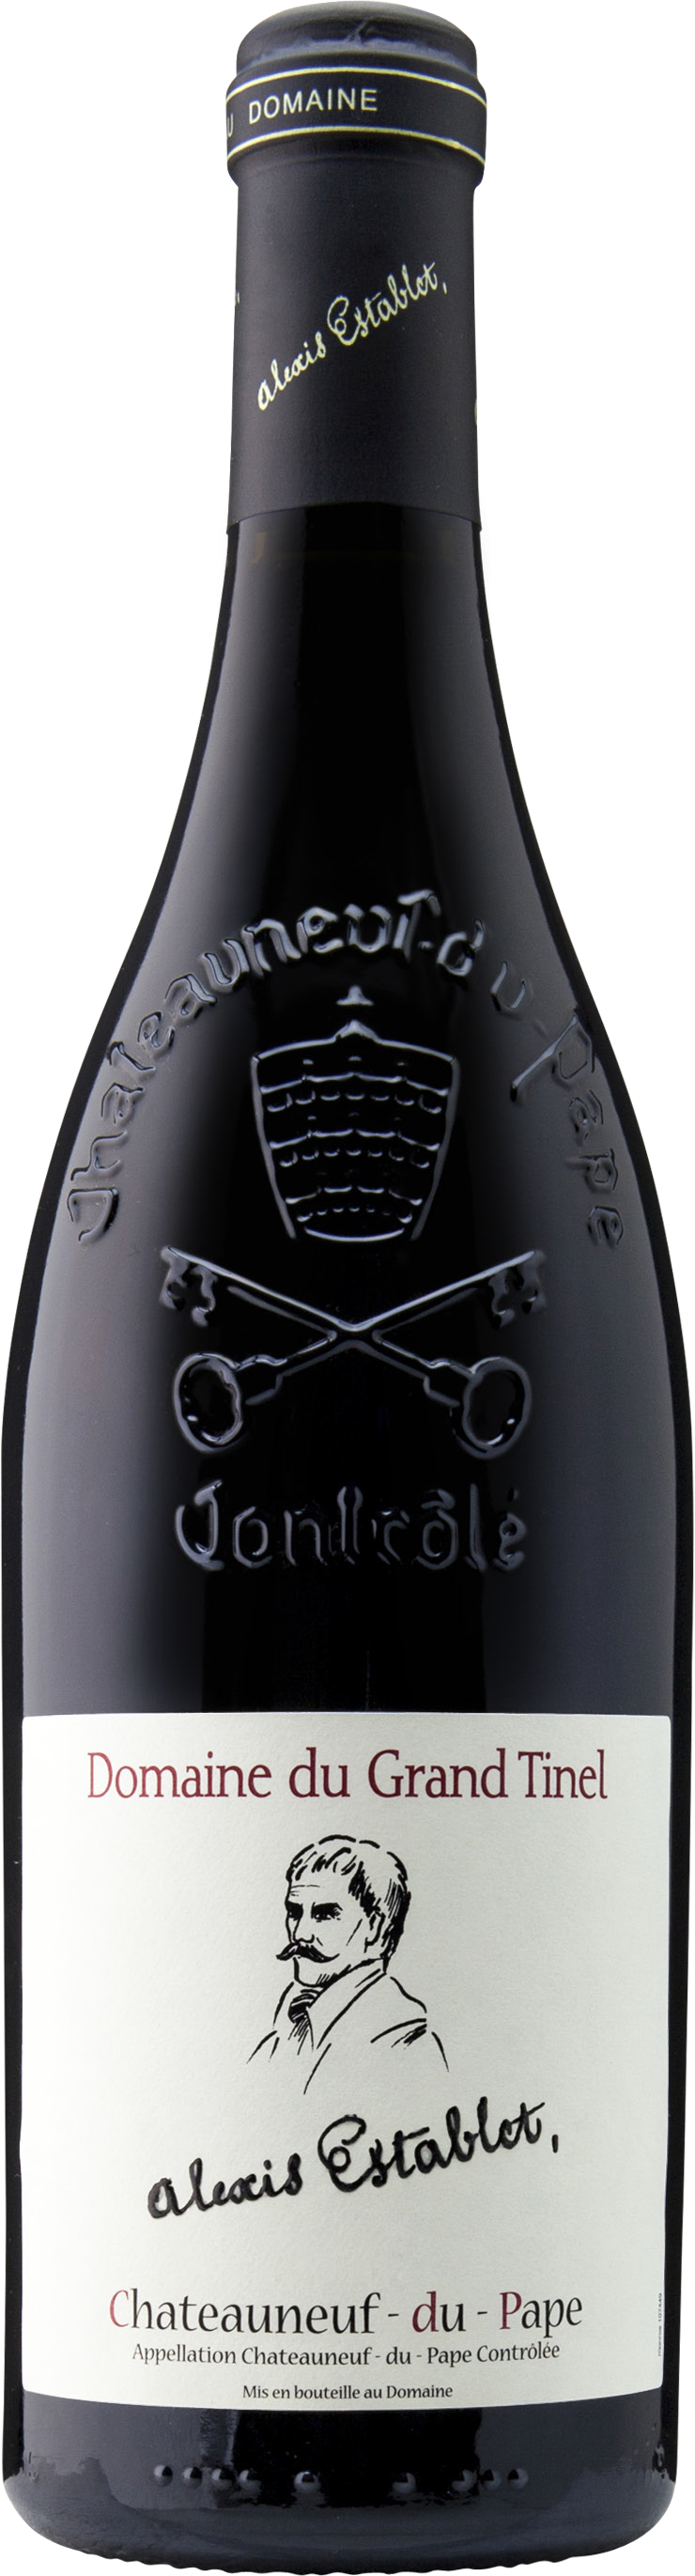 U DOMAINE
Alexis Establet,
Chateauneuf-du-Pape
Contrôlé
Domaine du Grand Tinel
Alexis Establet,
Chateauneuf - du - Pape
Appellation Chateauneuf - du - Pape Contrôlée
Mis en bouteille au Domaine